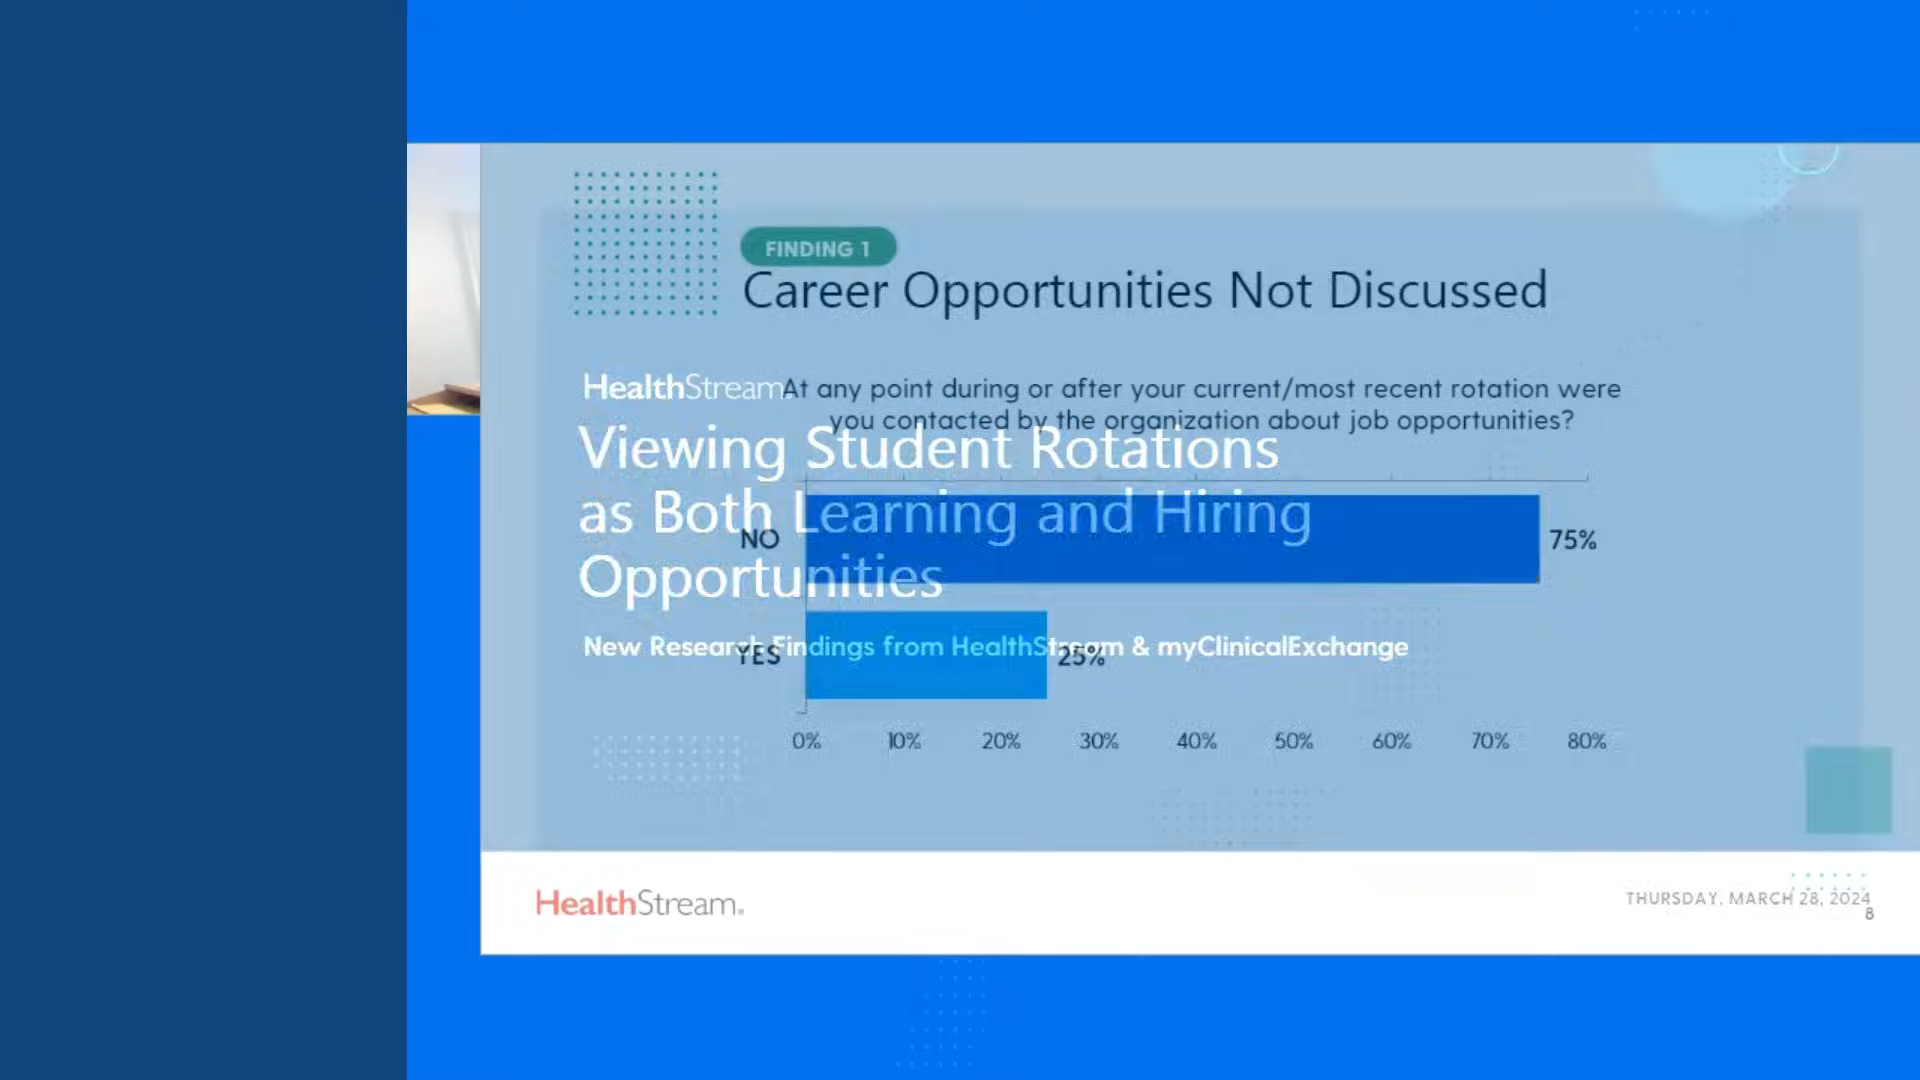 FINDING 1
Career Opportunities Not Discussed
HealthStream
At any point during or after your current/most recent rotation were
you contacted by the organization about job opportunities?
Viewing Student Rotations
as Both Learning and Hiring
Opportunities
NO
75%
New Research Findings from HealthStream & myClinicalExchange
YES
25%
0% 10% 20% 30% 40% 50% 60% 70% 80%
HealthStream.
THURSDAY, MARCH 28, 2024
8